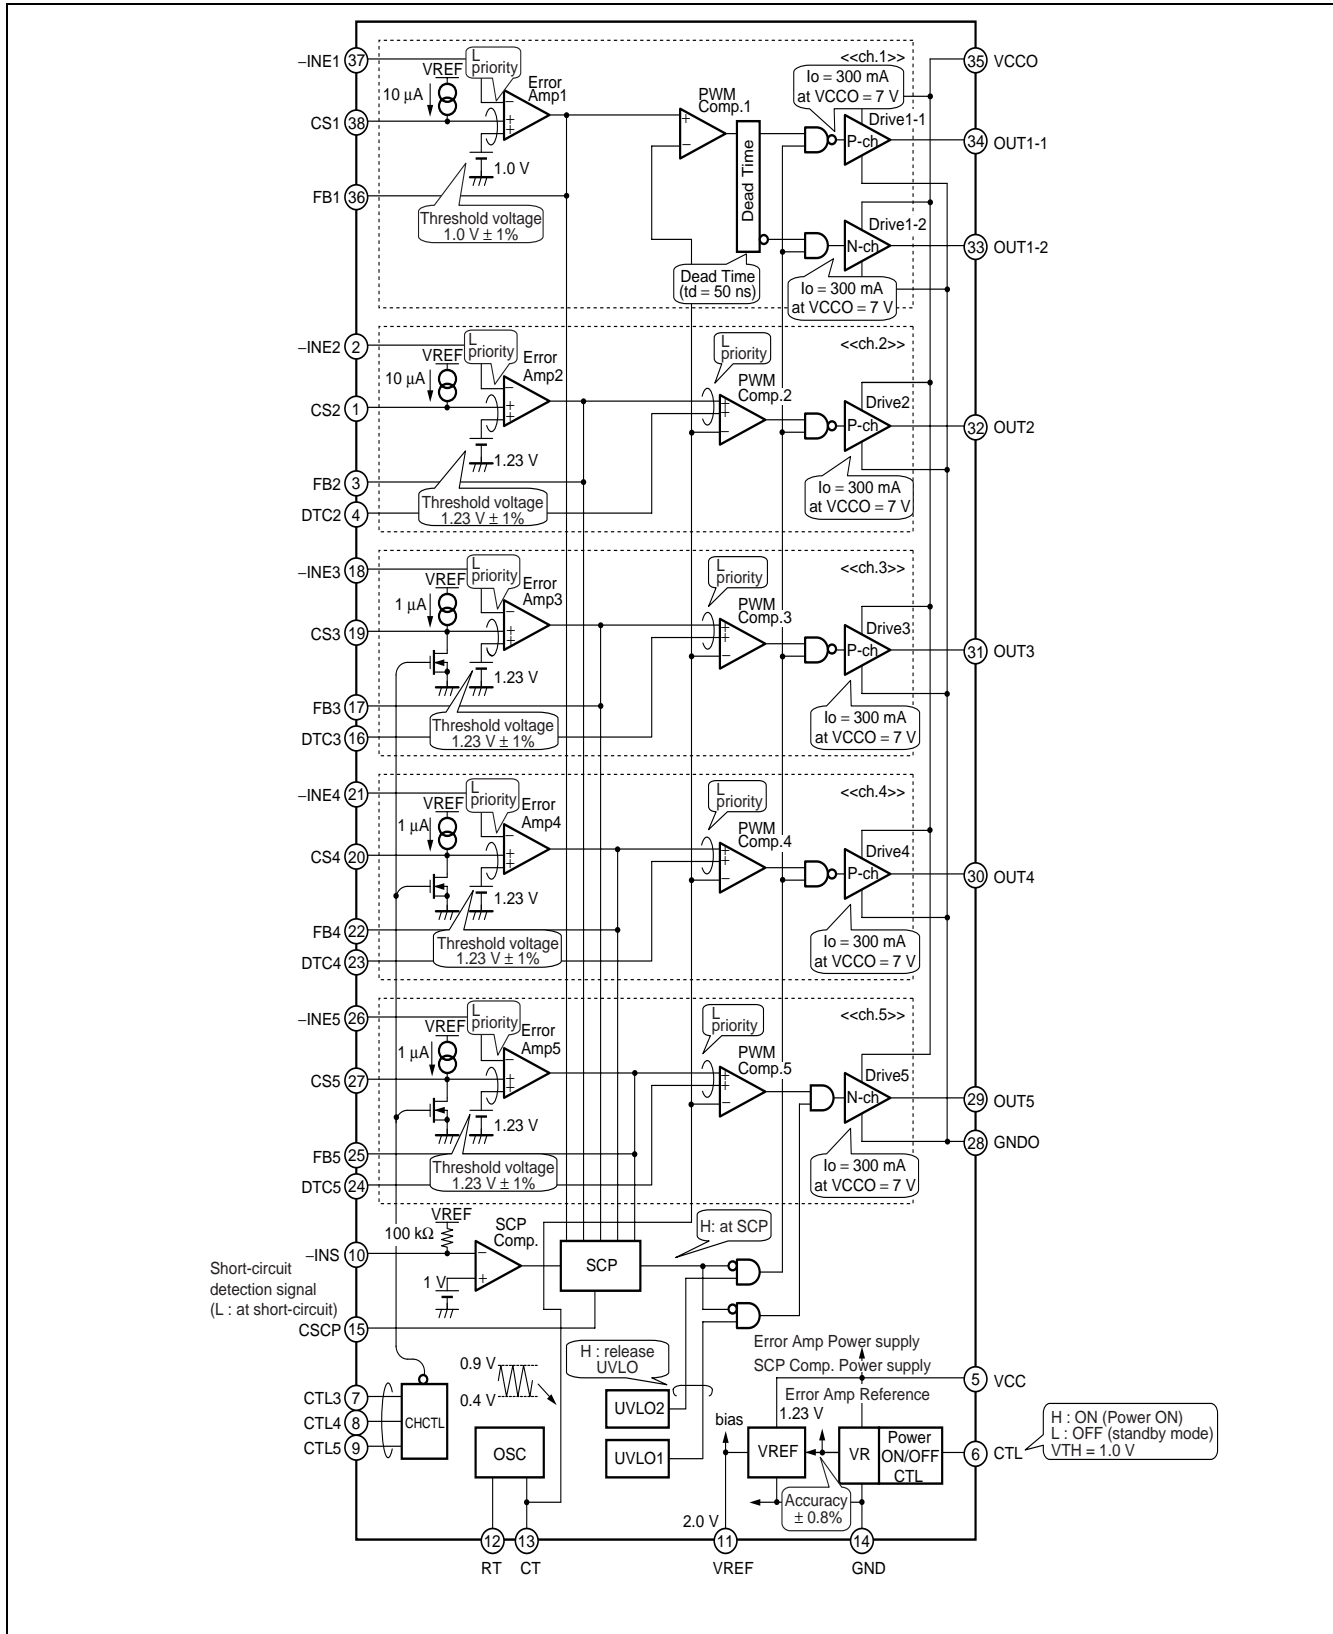 <<ch.1>>
–INE1 37
L priority
VREF
10 µA
Error Amp1
CS1 38
1.0 V
FB1 36
Threshold voltage
1.0 V ± 1%
PWM Comp.1
+
–
Dead Time
Dead Time
(td = 50 ns)
Io = 300 mA
at VCCO = 7 V
Drive1-1
P-ch
Drive1-2
N-ch
Io = 300 mA
at VCCO = 7 V
35 VCCO
34 OUT1-1
33 OUT1-2
<<ch.2>>
–INE2 2
L priority
VREF
10 µA
Error Amp2
CS2 1
1.23 V
FB2 3
DTC2 4
Threshold voltage
1.23 V ± 1%
L priority
PWM Comp.2
Drive2
P-ch
Io = 300 mA
at VCCO = 7 V
32 OUT2
<<ch.3>>
–INE3 18
L priority
VREF
1 µA
Error Amp3
CS3 19
1.23 V
FB3 17
DTC3 16
Threshold voltage
1.23 V ± 1%
L priority
PWM Comp.3
Drive3
P-ch
Io = 300 mA
at VCCO = 7 V
31 OUT3
<<ch.4>>
–INE4 21
L priority
VREF
1 µA
Error Amp4
CS4 20
1.23 V
FB4 22
DTC4 23
Threshold voltage
1.23 V ± 1%
L priority
PWM Comp.4
Drive4
P-ch
Io = 300 mA
at VCCO = 7 V
30 OUT4
<<ch.5>>
–INE5 26
L priority
VREF
1 µA
Error Amp5
CS5 27
1.23 V
FB5 25
DTC5 24
Threshold voltage
1.23 V ± 1%
L priority
PWM Comp.5
Drive5
N-ch
Io = 300 mA
at VCCO = 7 V
29 OUT5
28 GNDO
VREF
100 kΩ
–INS 10
SCP Comp.
1 V
SCP
H: at SCP
Short-circuit
detection signal
(L : at short-circuit)
CSCP 15
H : release
UVLO
UVLO2
UVLO1
0.9 V
0.4 V
OSC
CTL3 7
CTL4 8
CTL5 9
CHCTL
Error Amp Power supply
SCP Comp. Power supply
5 VCC
Error Amp Reference
1.23 V
bias
VREF
VR
Power
ON/OFF
CTL
6 CTL
H : ON (Power ON)
L : OFF (standby mode)
VTH = 1.0 V
Accuracy
± 0.8%
2.0 V
12
RT
13
CT
11
VREF
14
GND